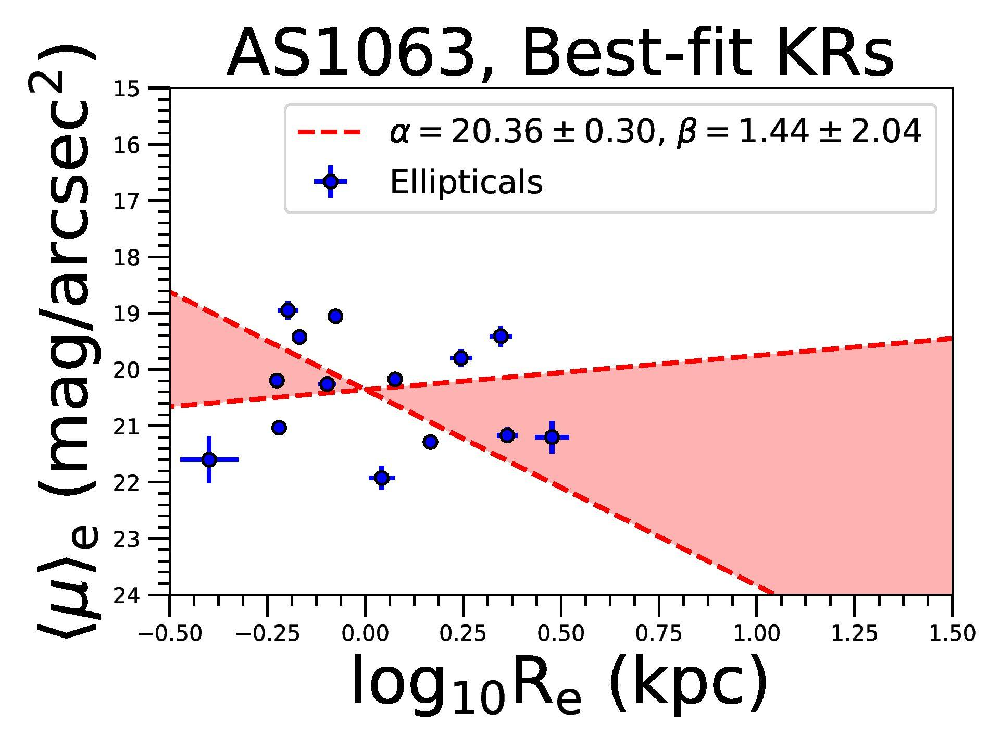 AS1063, Best-fit KRs
α = 20.36 ± 0.30, β = 1.44 ± 2.04
Ellipticals
⟨μ⟩e (mag/arcsec²)
15
16
17
18
19
20
21
22
23
24
−0.50 −0.25 0.00 0.25 0.50 0.75 1.00 1.25 1.50
log₁₀Rₑ (kpc)